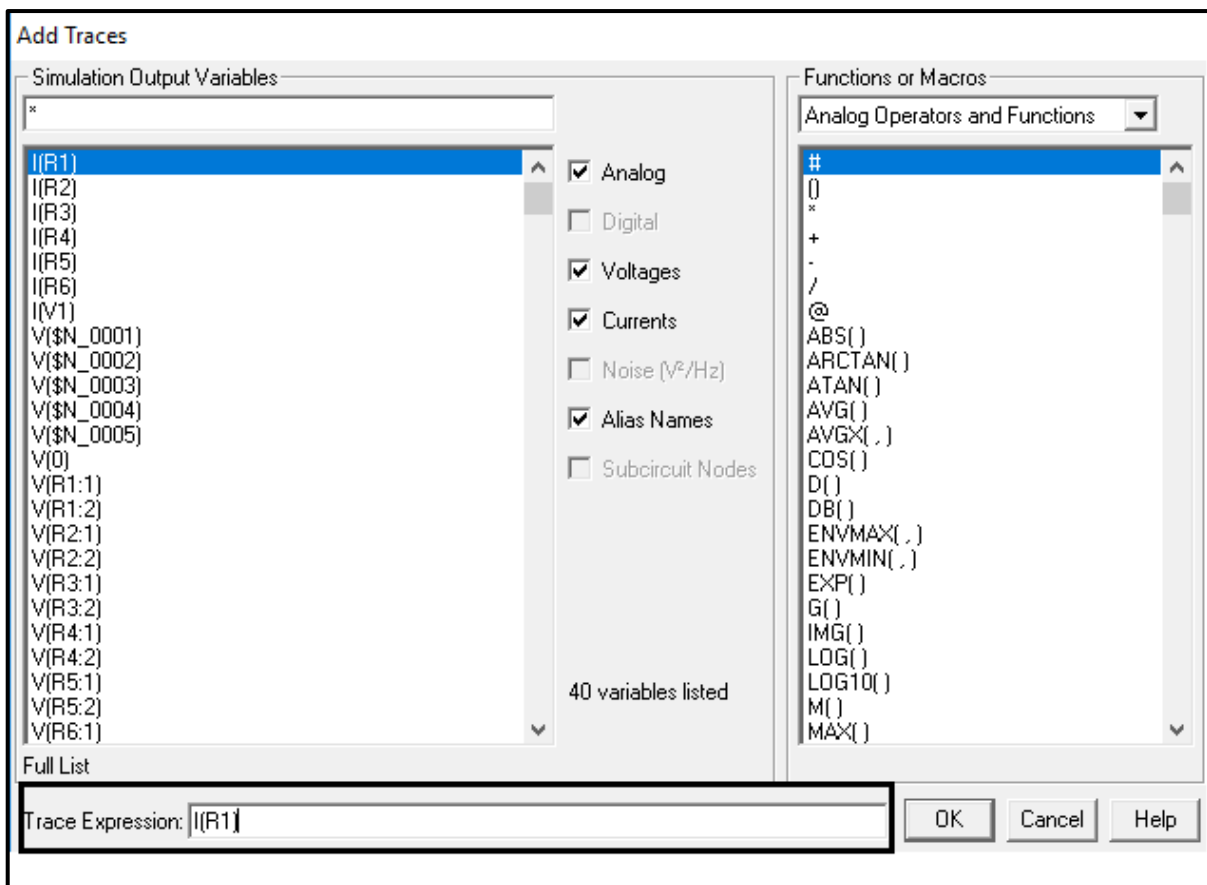 Add Traces
Simulation Output Variables
*
I(R1)
I(R2)
I(R3)
I(R4)
I(R5)
I(R6)
I(V1)
V($N_0001)
V($N_0002)
V($N_0003)
V($N_0004)
V($N_0005)
V(0)
V(R1:1)
V(R1:2)
V(R2:1)
V(R2:2)
V(R3:1)
V(R3:2)
V(R4:1)
V(R4:2)
V(R5:1)
V(R5:2)
V(R6:1)
Full List
Analog
Digital
Voltages
Currents
Noise (V²/Hz)
Alias Names
Subcircuit Nodes
40 variables listed
Functions or Macros
Analog Operators and Functions
#
()
*
+
-
/
@
ABS( )
ARCTAN( )
ATAN( )
AVG( )
AVGX( , )
COS( )
D( )
DB( )
ENVMAX( , )
ENVMIN( , )
EXP( )
G( )
IMG( )
LOG( )
LOG10( )
M( )
MAX( )
Trace Expression: I(R1)
OK Cancel Help